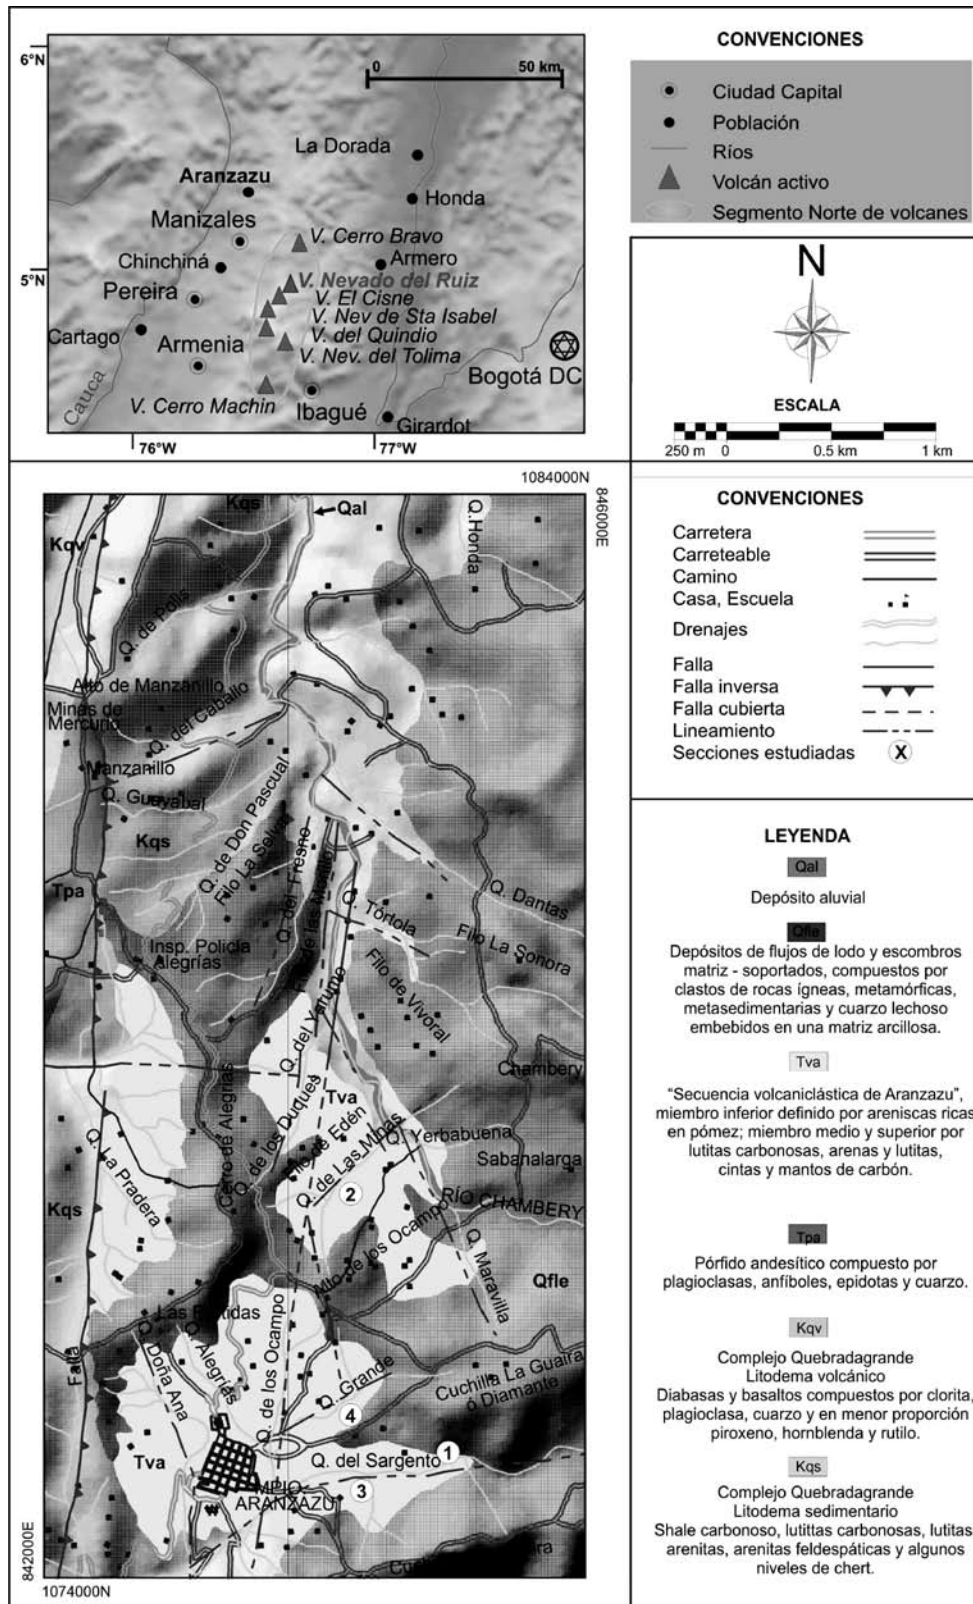 6°N
5°N
76°W
77°W
0
50 km
La Dorada
Aranzazu
Honda
Manizales
V. Cerro Bravo
Armero
Chinchiná
V. Nevado del Ruiz
Pereira
V. El Cisne
V. Nev de Sta Isabel
Cartago
V. del Quindio
Armenia
V. Nev. del Tolima
Bogotá DC
Cauca
V. Cerro Machin
Ibagué
Girardot
CONVENCIONES
Ciudad Capital
Población
Ríos
Volcán activo
Segmento Norte de volcanes
N
ESCALA
250 m
0
0.5 km
1 km
1084000N
846000E
842000E
1074000N
Kqs
Qal
Q.Honda
Kqv
Q. de Polls
Alto de Manzanillo
Minas de
Mercurio
Q. del Caballo
Manzanillo
Q. Guayabal
Kqs
Q. de Don Pascual
Filo La Selva
Q. del Fresno
Q. Dantas
Tpa
Q. Tórtola
Filo La Sonora
Insp. Policía
Alegrías
Filo de Vivoral
Q. del Yarumo
Chambery
Tva
Cerro de Alegrías
Q. de los Duques
Filo de Edén
Q. de Las Minas
Q. Yerbabuena
Q. La Pradera
Sabanalarga
2
Kqs
RÍO CHAMBERY
Mto de los Ocampo
Q. Maravilla
Qfle
Las Partidas
Q. Doña Ana
Q. Alegrías
Q. de los Ocampo
Q. Grande
Cuchilla La Guaira
ó Diamante
Falla
4
Tva
1
Q. del Sargento
3
MPIO
ARANZAZU
CONVENCIONES
Carretera
Carreteable
Camino
Casa, Escuela
Drenajes
Falla
Falla inversa
Falla cubierta
Lineamiento
Secciones estudiadas
X
LEYENDA
Qal
Depósito aluvial
Qfle
Depósitos de flujos de lodo y escombros
matriz - soportados, compuestos por
clastos de rocas ígneas, metamórficas,
metasedimentarias y cuarzo lechoso
embebidos en una matriz arcillosa.
Tva
“Secuencia volcaniclástica de Aranzazu”,
miembro inferior definido por areniscas ricas
en pómez; miembro medio y superior por
lutitas carbonosas, arenas y lutitas,
cintas y mantos de carbón.
Tpa
Pórfido andesítico compuesto por
plagioclasas, anfíboles, epidotas y cuarzo.
Kqv
Complejo Quebradagrande
Litodema volcánico
Diabasas y basaltos compuestos por clorita,
plagioclasa, cuarzo y en menor proporción
piroxeno, hornblenda y rutilo.
Kqs
Complejo Quebradagrande
Litodema sedimentario
Shale carbonoso, lutittas carbonosas, lutitas
arenitas, arenitas feldespáticas y algunos
niveles de chert.